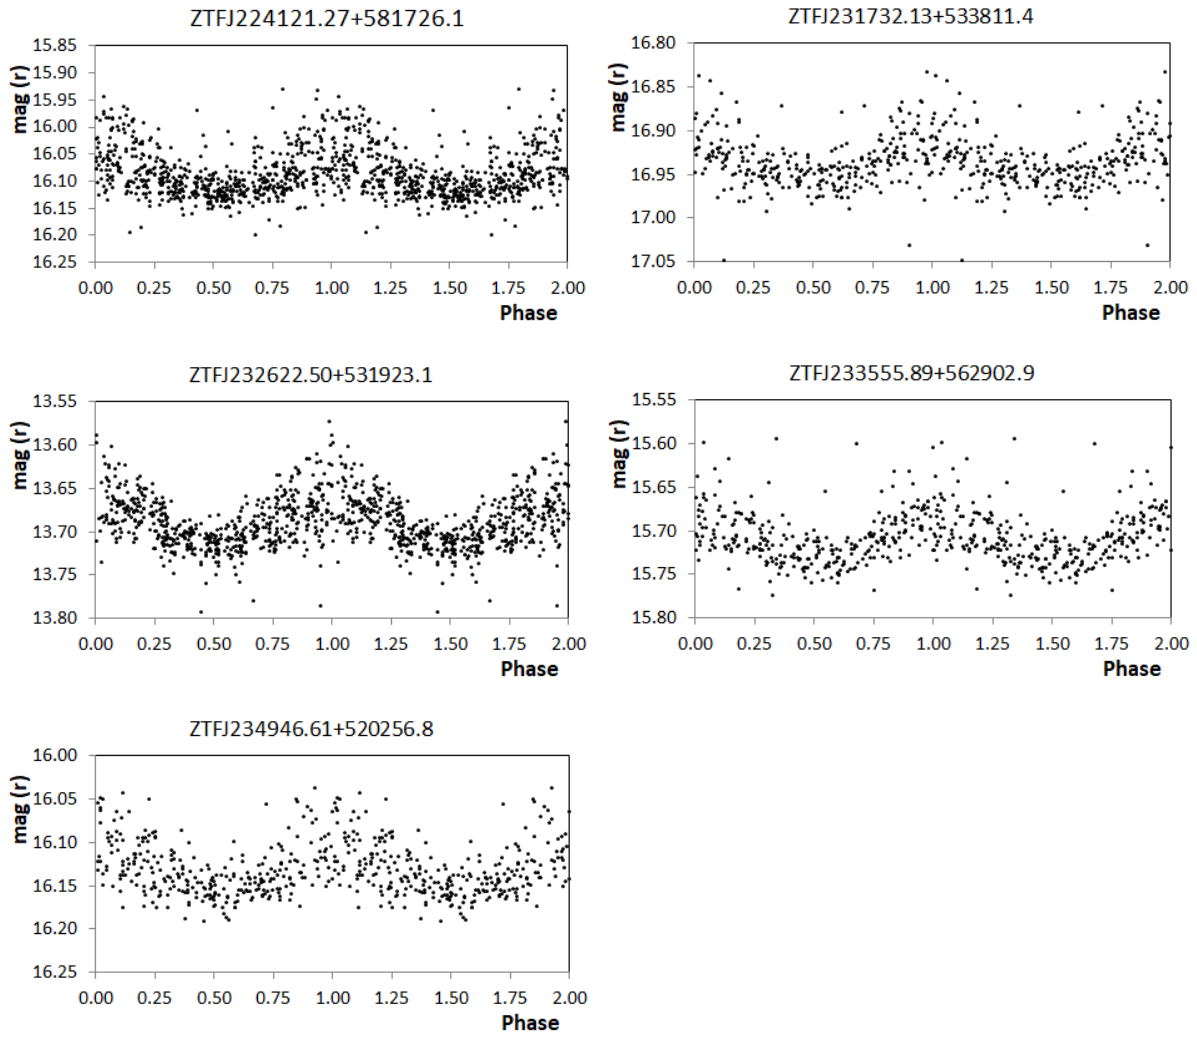 ZTFJ224121.27+581726.1
mag (r)
15.85
15.90
15.95
16.00
16.05
16.10
16.15
16.20
16.25
0.00 0.25 0.50 0.75 1.00 1.25 1.50 1.75 2.00
Phase
ZTFJ231732.13+533811.4
mag (r)
16.80
16.85
16.90
16.95
17.00
17.05
0.00 0.25 0.50 0.75 1.00 1.25 1.50 1.75 2.00
Phase
ZTFJ232622.50+531923.1
mag (r)
13.55
13.60
13.65
13.70
13.75
13.80
0.00 0.25 0.50 0.75 1.00 1.25 1.50 1.75 2.00
Phase
ZTFJ233555.89+562902.9
mag (r)
15.55
15.60
15.65
15.70
15.75
15.80
0.00 0.25 0.50 0.75 1.00 1.25 1.50 1.75 2.00
Phase
ZTFJ234946.61+520256.8
mag (r)
16.00
16.05
16.10
16.15
16.20
16.25
0.00 0.25 0.50 0.75 1.00 1.25 1.50 1.75 2.00
Phase